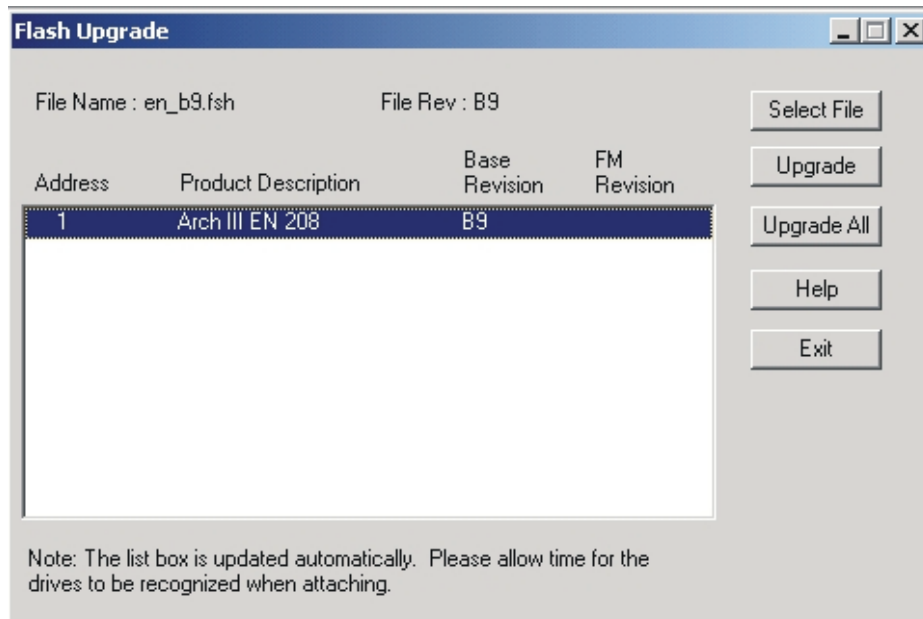 Flash Upgrade
File Name : en_b9.fsh File Rev : B9
Select File
Upgrade
Upgrade All
Help
Exit
Address Product Description Base Revision FM Revision
1 Arch III EN 208 B9
Note: The list box is updated automatically. Please allow time for the
drives to be recognized when attaching.